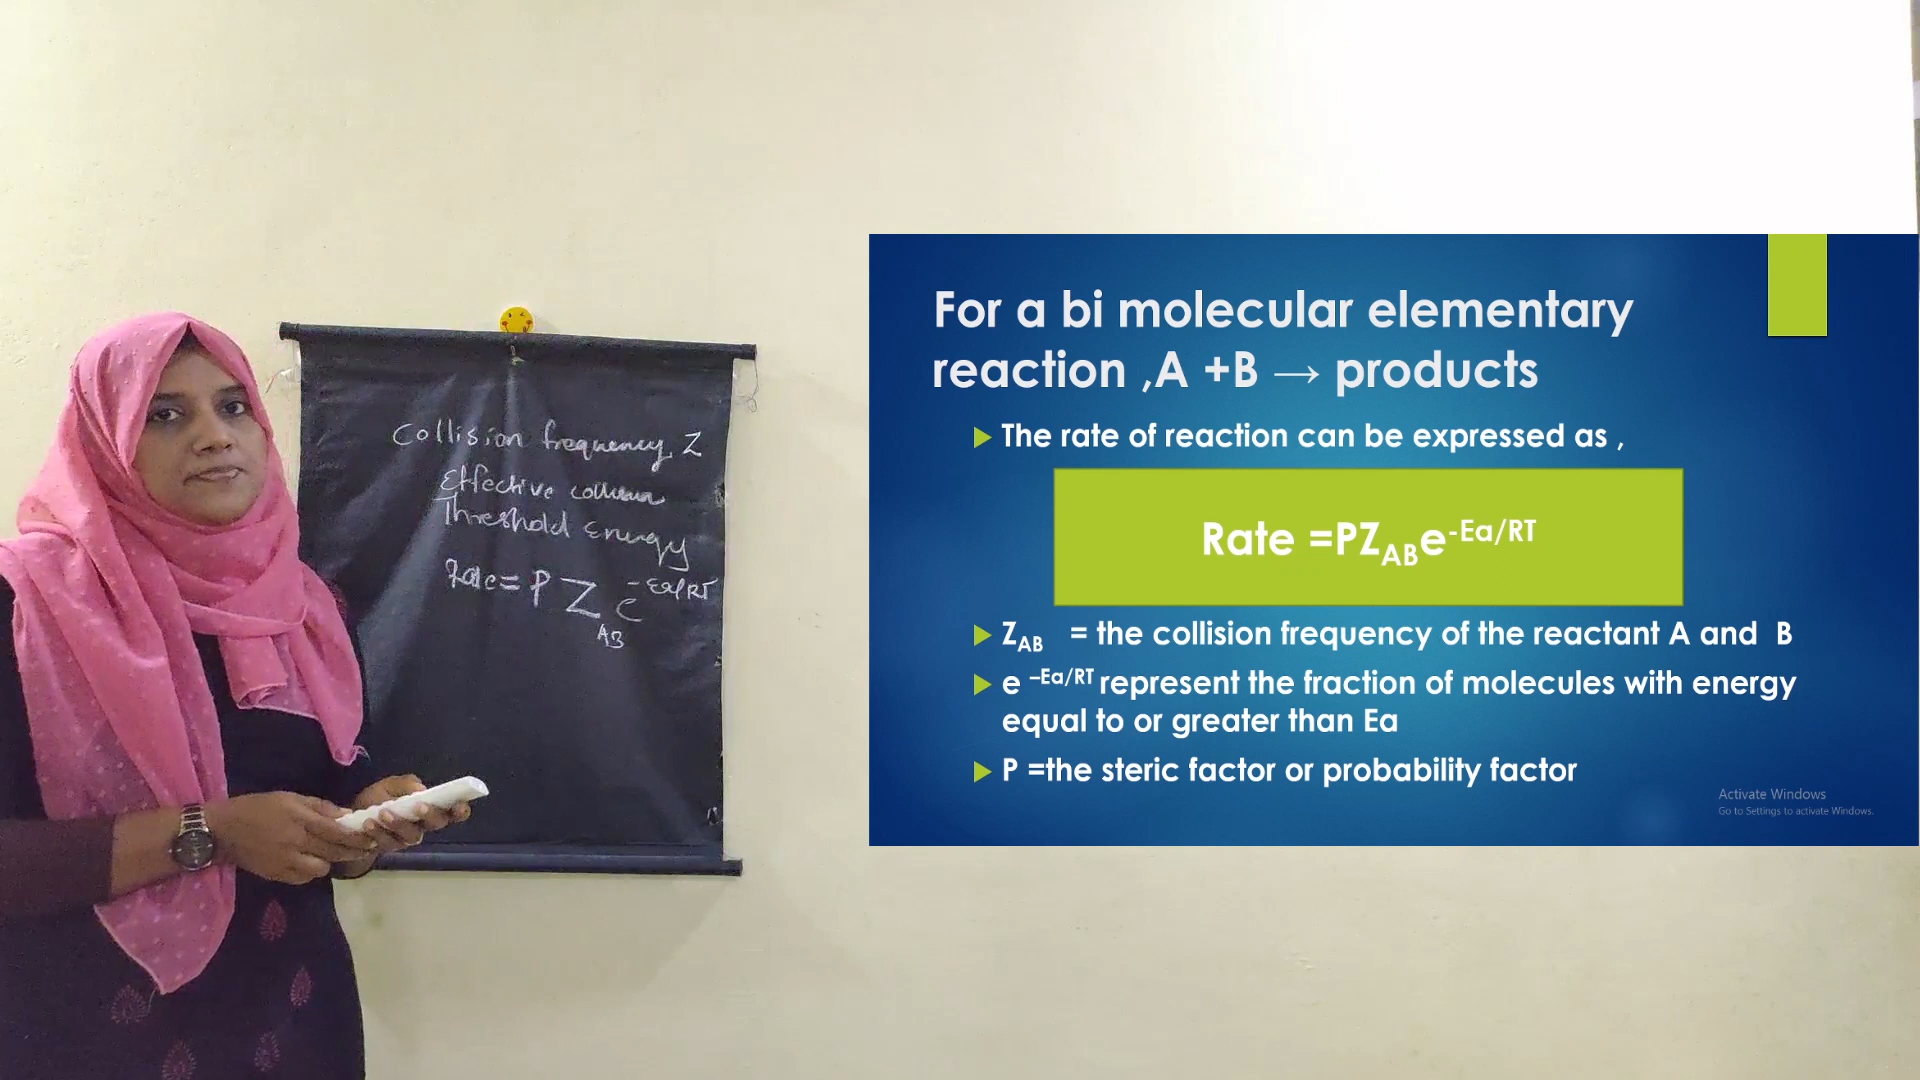 Collision frequency, Z
Effective collision
Threshold Energy
Rate = P Z AB e -Ea/RT
For a bi molecular elementary
reaction ,A +B → products
The rate of reaction can be expressed as ,
Rate =PZABe-Ea/RT
ZAB = the collision frequency of the reactant A and B
e –Ea/RT represent the fraction of molecules with energy
equal to or greater than Ea
P =the steric factor or probability factor
Activate Windows
Go to Settings to activate Windows.